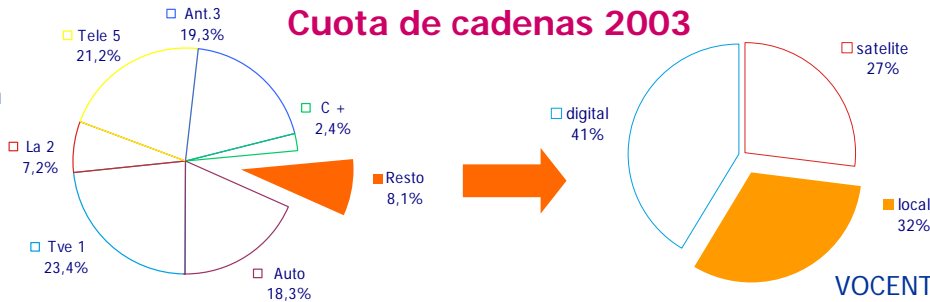 Cuota de cadenas 2003
Ant.3
19,3%
Tele 5
21,2%
C +
2,4%
La 2
7,2%
Resto
8,1%
Tve 1
23,4%
Auto
18,3%
satelite
27%
digital
41%
local
32%
VOCENT